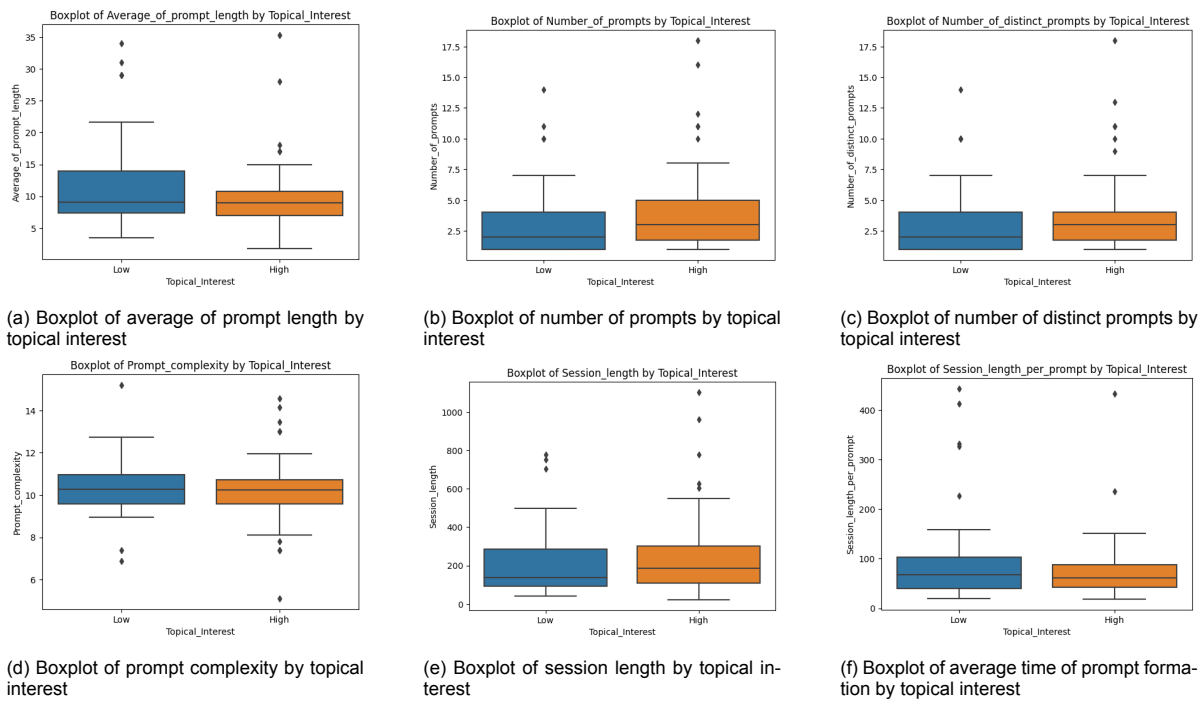 Boxplot of Average_of_prompt_length by Topical_Interest
35
30
25
20
15
10
5
Average_of_prompt_length
Low
High
Topical_Interest
(a) Boxplot of average of prompt length by
topical interest
Boxplot of Number_of_prompts by Topical_Interest
17.5
15.0
12.5
10.0
7.5
5.0
2.5
Number_of_prompts
Low
High
Topical_Interest
(b) Boxplot of number of prompts by topical
interest
Boxplot of Number_of_distinct_prompts by Topical_Interest
17.5
15.0
12.5
10.0
7.5
5.0
2.5
Number_of_distinct_prompts
Low
High
Topical_Interest
(c) Boxplot of number of distinct prompts by
topical interest
Boxplot of Prompt_complexity by Topical_Interest
14
12
10
8
6
Prompt_complexity
Low
High
Topical_Interest
(d) Boxplot of prompt complexity by topical
interest
Boxplot of Session_length by Topical_Interest
1000
800
600
400
200
0
Session_length
Low
High
Topical_Interest
(e) Boxplot of session length by topical in-
terest
Boxplot of Session_length_per_prompt by Topical_Interest
400
300
200
100
0
Session_length_per_prompt
Low
High
Topical_Interest
(f) Boxplot of average time of prompt forma-
tion by topical interest